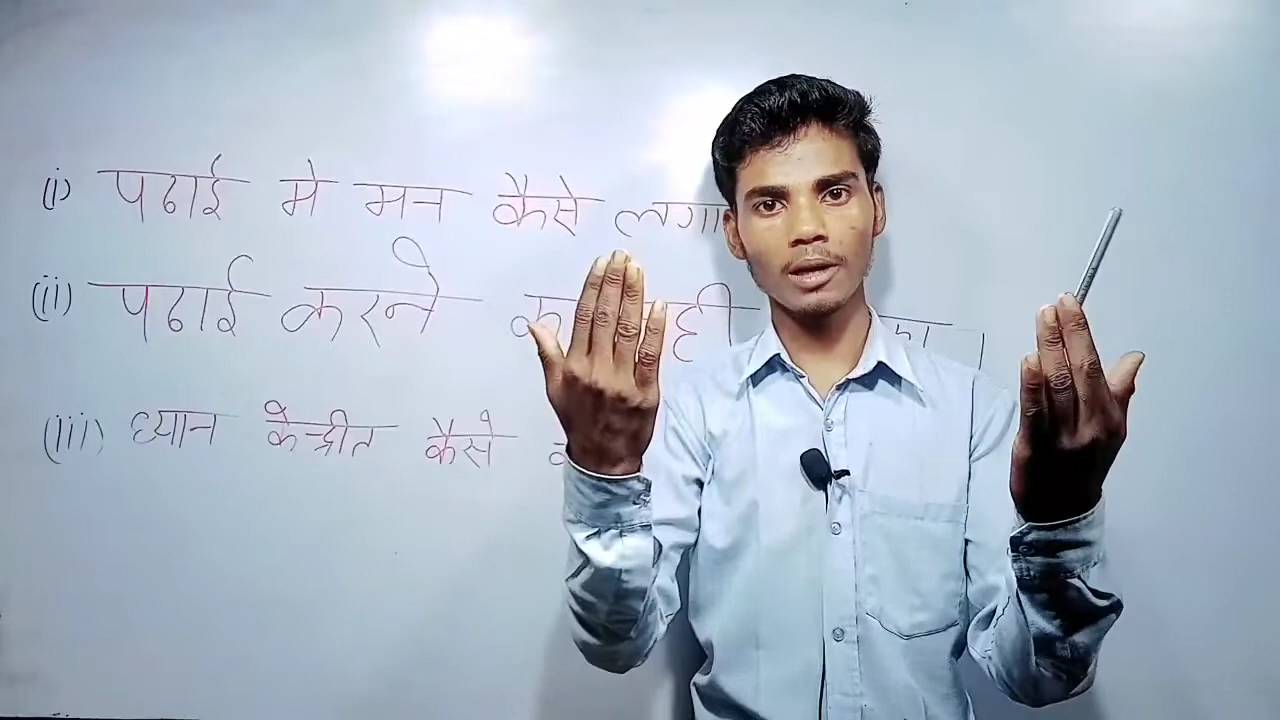 (i) पढाई मे मन कैसे लगा
(ii) पढाई करने
(iii) ध्यान केन्द्रीत कैसे